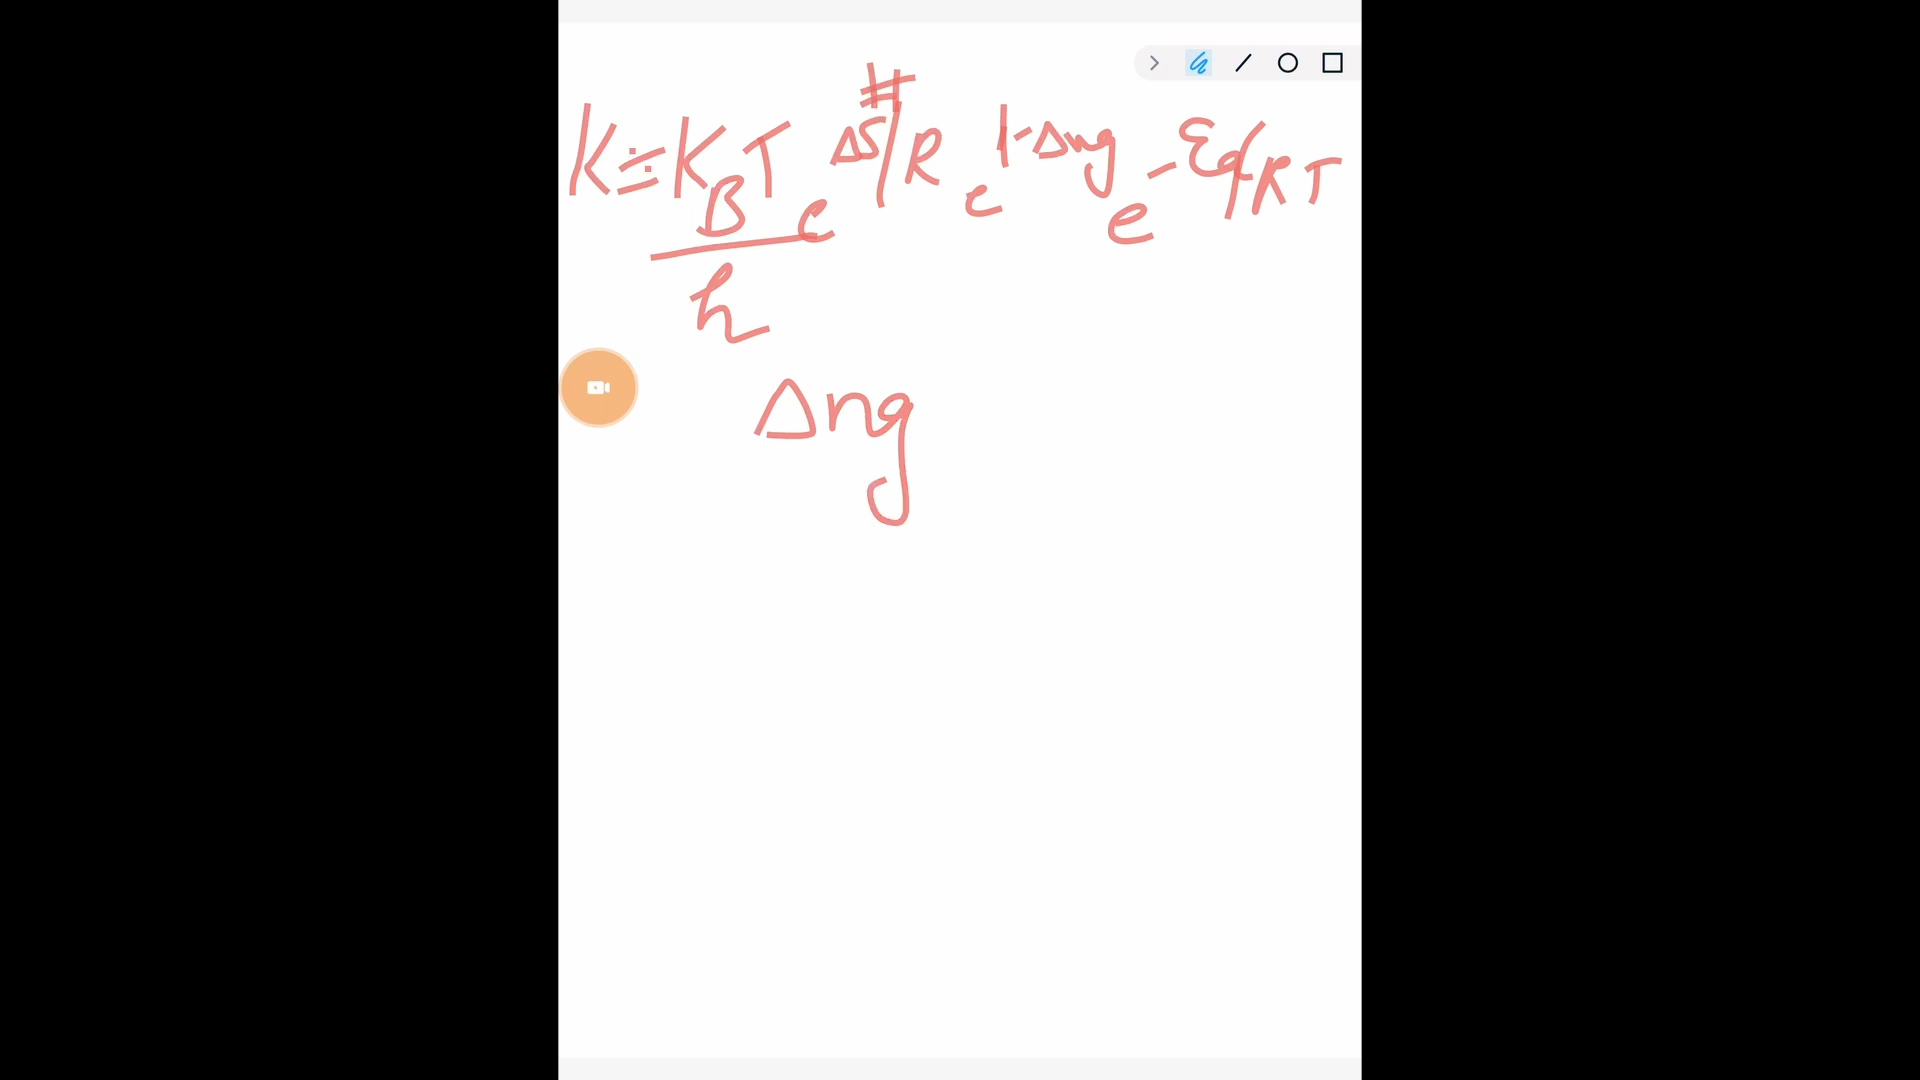 K = K_B T / h e^{ΔS^#/R} e^{1-Δng} e^{-Ea/RT}
Δng